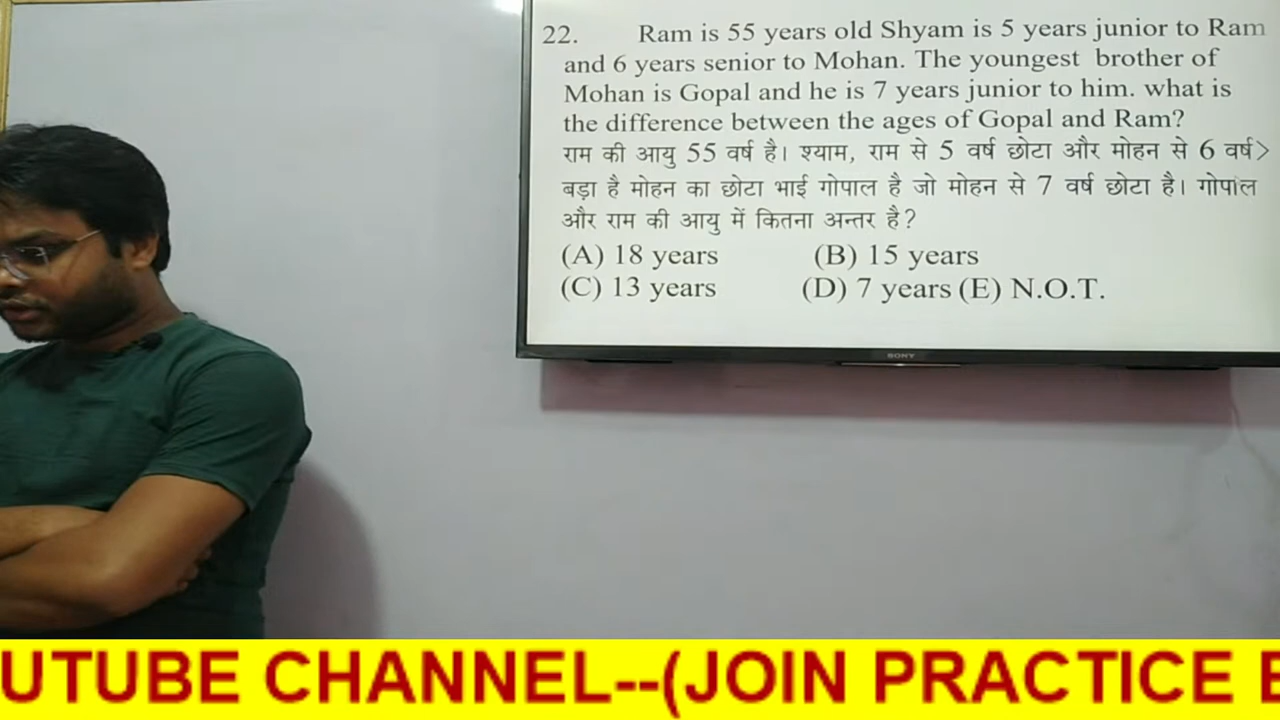 22. Ram is 55 years old Shyam is 5 years junior to Ram
and 6 years senior to Mohan. The youngest brother of
Mohan is Gopal and he is 7 years junior to him. what is
the difference between the ages of Gopal and Ram?
राम की आयु 55 वर्ष है। श्याम, राम से 5 वर्ष छोटा और मोहन से 6 वर्ष>
बड़ा है मोहन का छोटा भाई गोपाल है जो मोहन से 7 वर्ष छोटा है। गोपाल
और राम की आयु में कितना अन्तर है?
(A) 18 years (B) 15 years
(C) 13 years (D) 7 years (E) N.O.T.
SONY
UTUBE CHANNEL--(JOIN PRACTICE